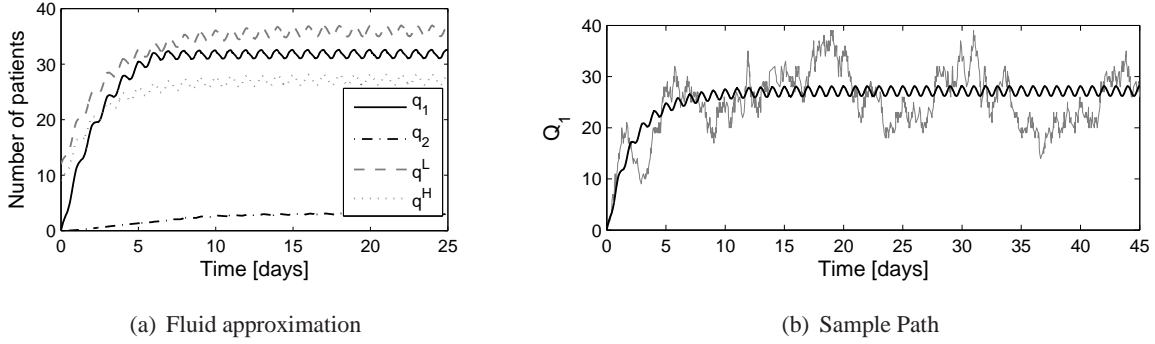 40
30
20
10
0
Number of patients
0 5 10 15 20 25
Time [days]
q1
q2
qL
qH
(a) Fluid approximation
40
30
20
10
0
Q1
0 5 10 15 20 25 30 35 40 45
Time [days]
(b) Sample Path